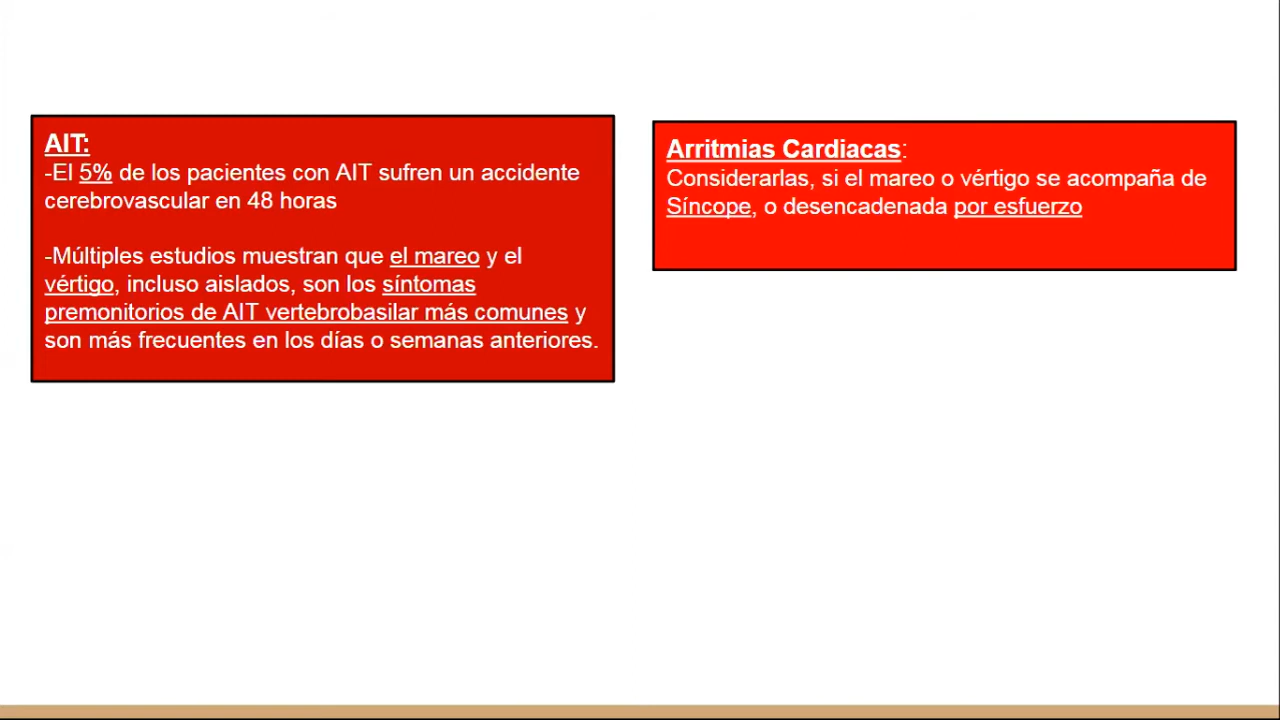 AIT:
-El 5% de los pacientes con AIT sufren un accidente
cerebrovascular en 48 horas
-Múltiples estudios muestran que el mareo y el
vértigo, incluso aislados, son los síntomas
premonitorios de AIT vertebrobasilar más comunes y
son más frecuentes en los días o semanas anteriores.
Arritmias Cardiacas:
Considerarlas, si el mareo o vértigo se acompaña de
Síncope, o desencadenada por esfuerzo